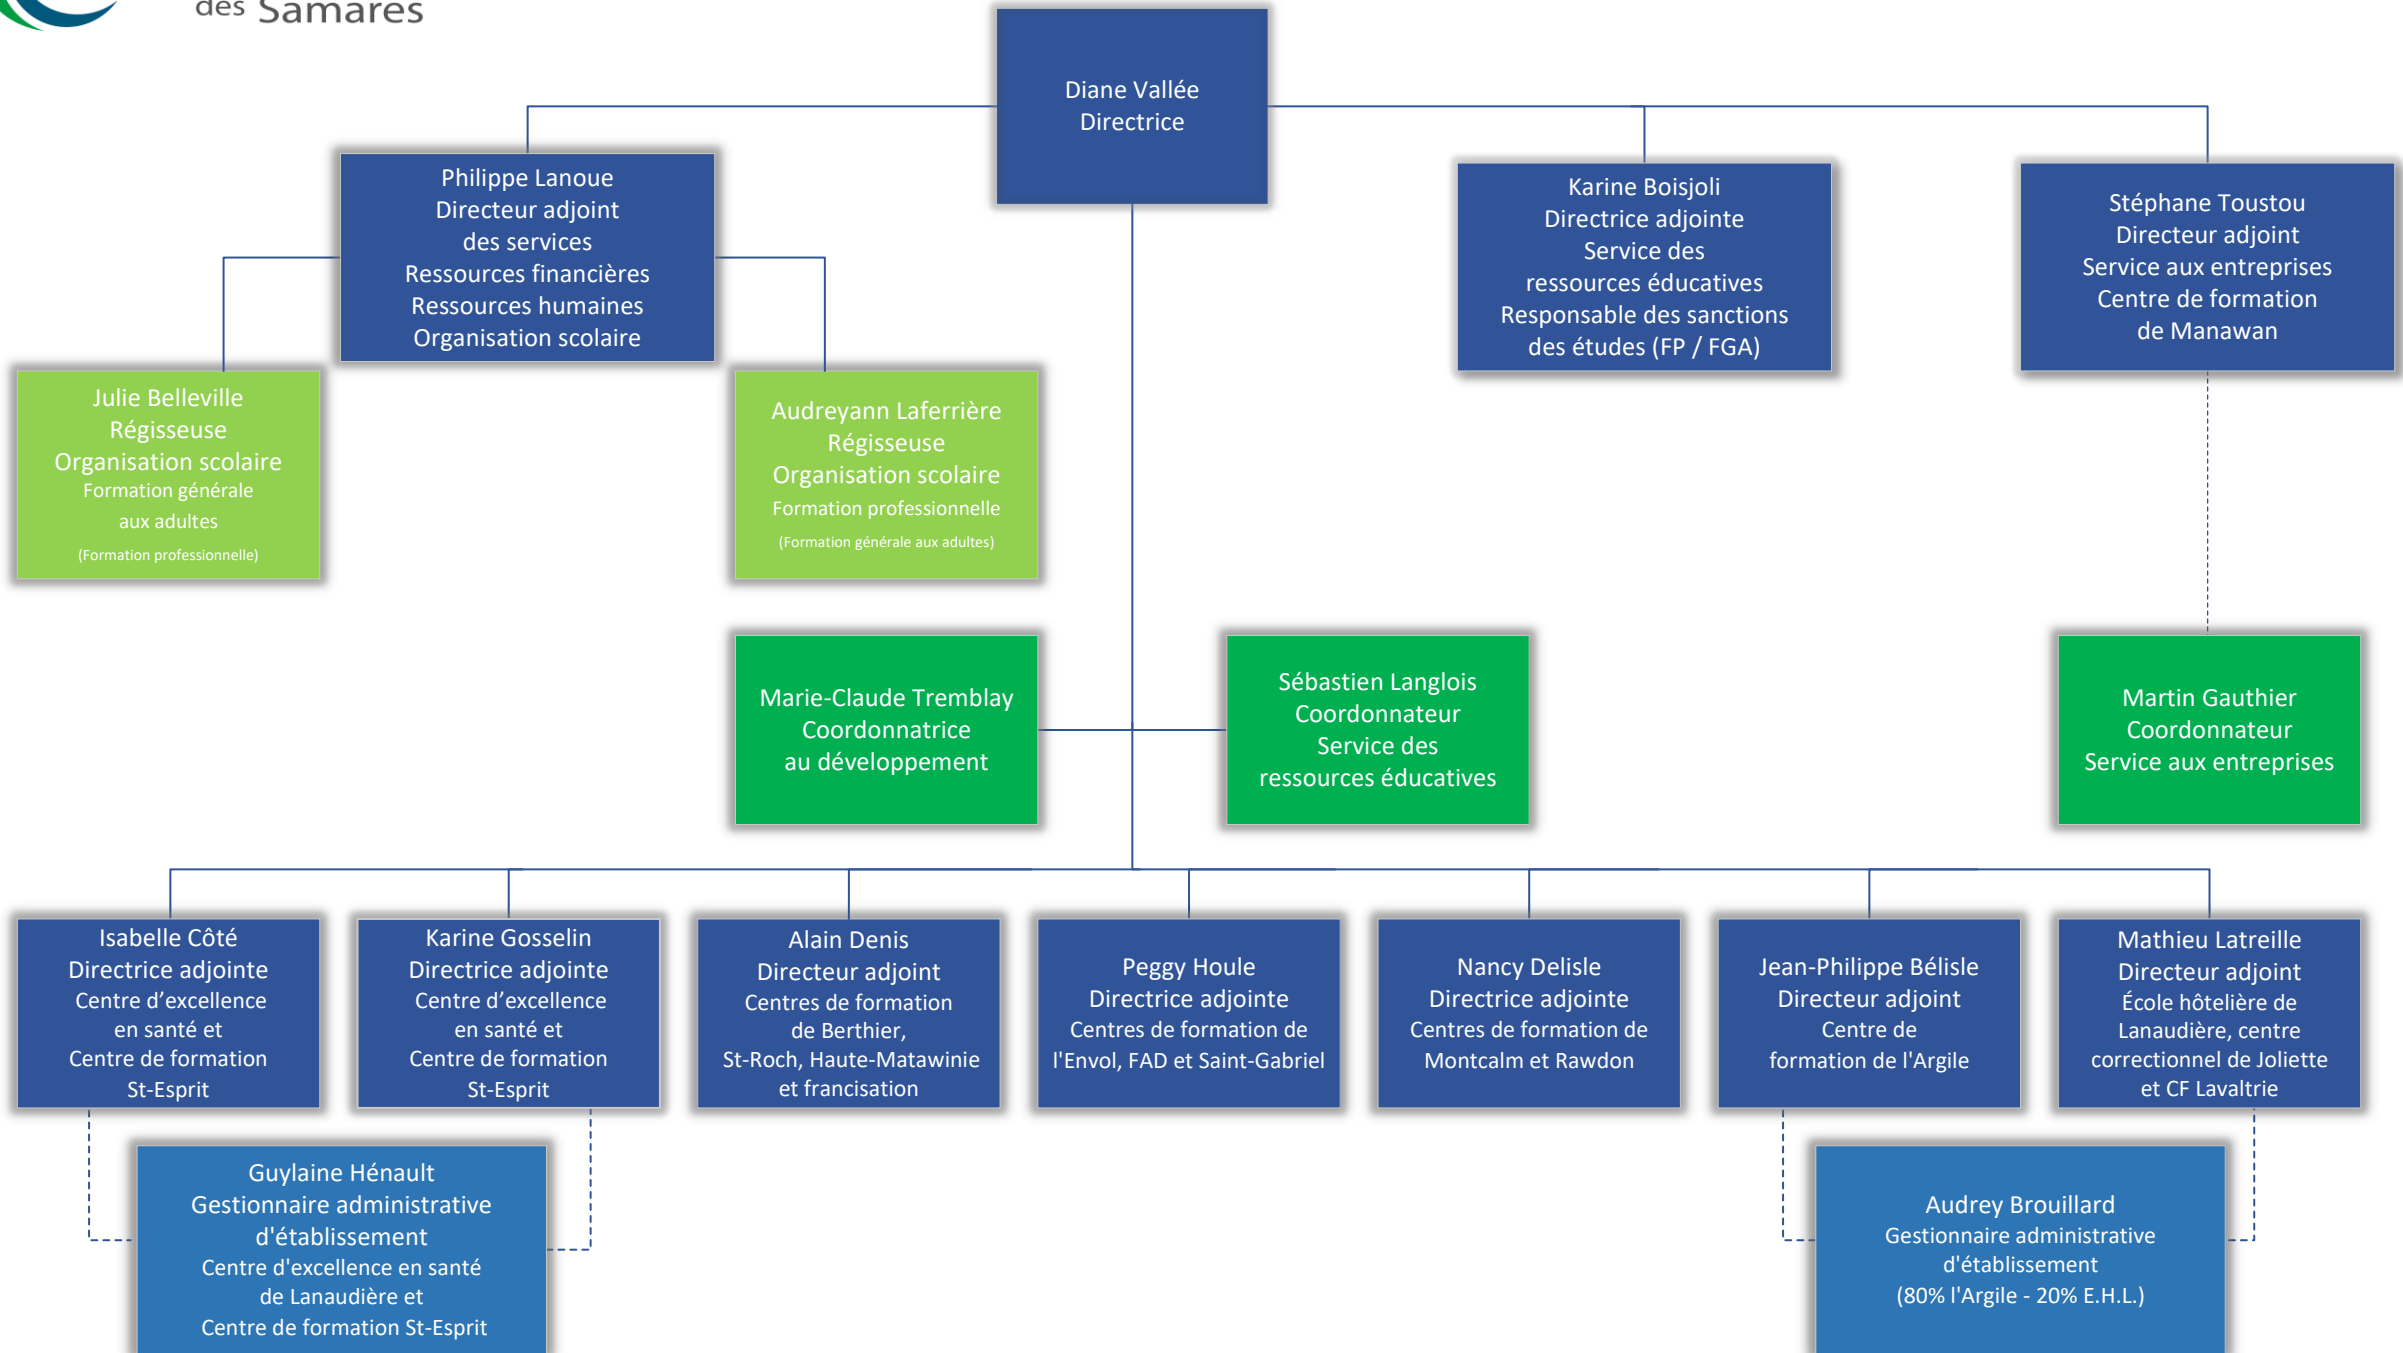 des Samares
Diane Vallée
Directrice
Philippe Lanoue
Directeur adjoint
des services
Ressources financières
Ressources humaines
Organisation scolaire
Karine Boisjoli
Directrice adjointe
Service des
ressources éducatives
Responsable des sanctions
des études (FP / FGA)
Stéphane Toustou
Directeur adjoint
Service aux entreprises
Centre de formation
de Manawan
Julie Belleville
Régisseuse
Organisation scolaire
Formation générale
aux adultes
(Formation professionnelle)
Audreyann Laferrière
Régisseuse
Organisation scolaire
Formation professionnelle
(Formation générale aux adultes)
Marie-Claude Tremblay
Coordonnatrice
au développement
Sébastien Langlois
Coordonnateur
Service des
ressources éducatives
Martin Gauthier
Coordonnateur
Service aux entreprises
Isabelle Côté
Directrice adjointe
Centre d’excellence
en santé et
Centre de formation
St-Esprit
Karine Gosselin
Directrice adjointe
Centre d’excellence
en santé et
Centre de formation
St-Esprit
Alain Denis
Directeur adjoint
Centres de formation
de Berthier,
St-Roch, Haute-Matawinie
et francisation
Peggy Houle
Directrice adjointe
Centres de formation de
l'Envol, FAD et Saint-Gabriel
Nancy Delisle
Directrice adjointe
Centres de formation de
Montcalm et Rawdon
Jean-Philippe Bélisle
Directeur adjoint
Centre de
formation de l'Argile
Mathieu Latreille
Directeur adjoint
École hôtelière de
Lanaudière, centre
correctionnel de Joliette
et CF Lavaltrie
Guylaine Hénault
Gestionnaire administrative
d'établissement
Centre d'excellence en santé
de Lanaudière et
Centre de formation St-Esprit
Audrey Brouillard
Gestionnaire administrative
d'établissement
(80% l'Argile - 20% E.H.L.)